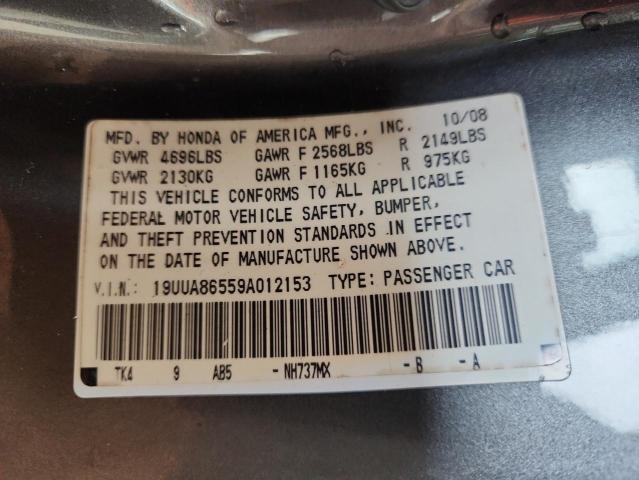 MFD. BY HONDA OF AMERICA MFG., INC. 10/08
GVWR 4696LBS GAWR F 2568LBS R 2149LBS
GVWR 2130KG GAWR F 1165KG R 975KG
THIS VEHICLE CONFORMS TO ALL APPLICABLE
FEDERAL MOTOR VEHICLE SAFETY, BUMPER,
AND THEFT PREVENTION STANDARDS IN EFFECT
ON THE DATE OF MANUFACTURE SHOWN ABOVE.
V.I.N.: 19UUA86559A012153 TYPE: PASSENGER CAR
TK4 9 AB5 -NH737MX -B -A